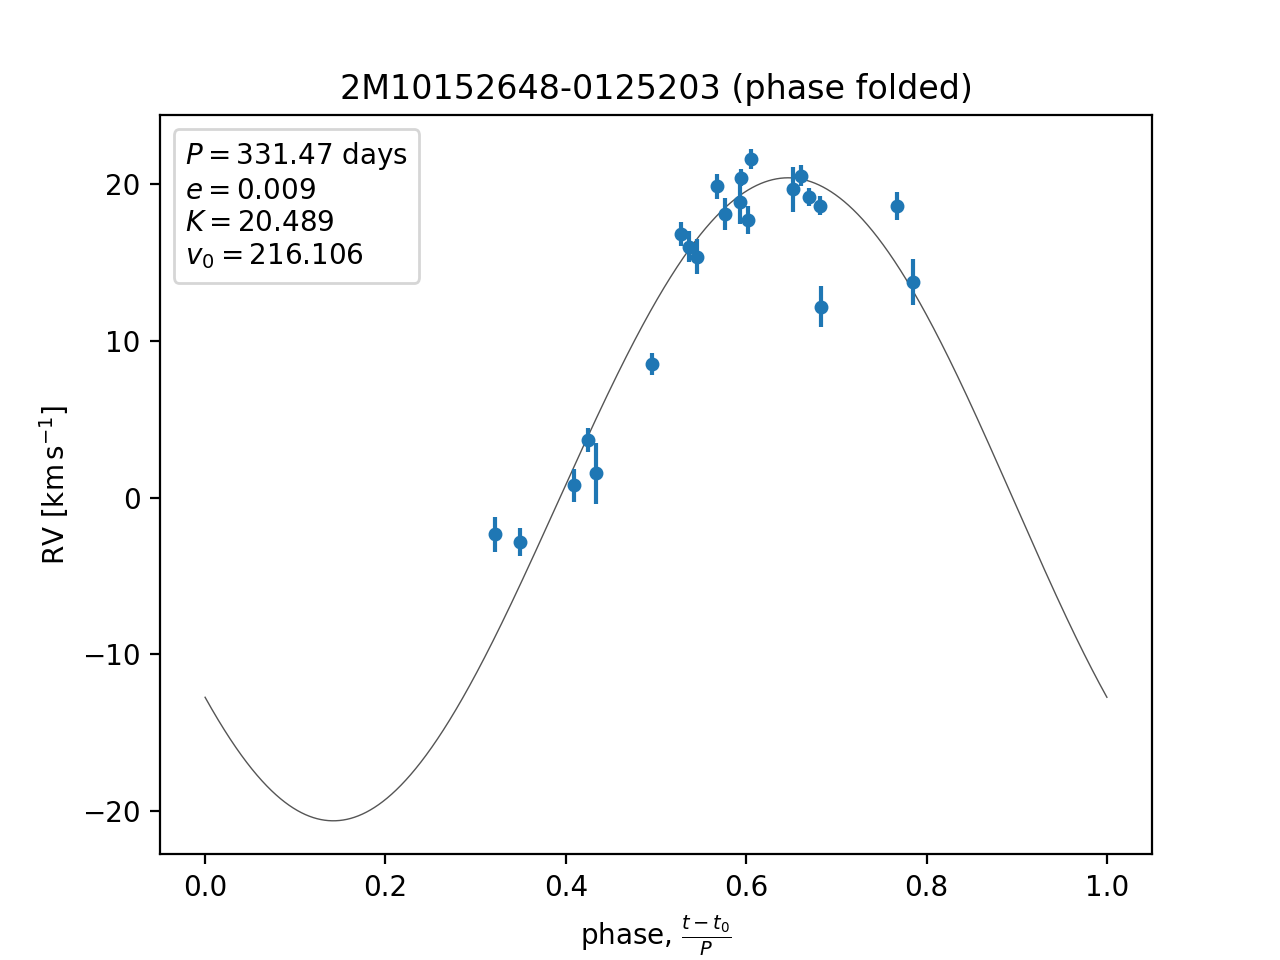 2M10152648-0125203 (phase folded)
P = 331.47 days
e = 0.009
K = 20.489
v₀ = 216.106
RV [km s⁻¹]
20
10
0
−10
−20
0.0 0.2 0.4 0.6 0.8 1.0
phase, (t − t₀)/P